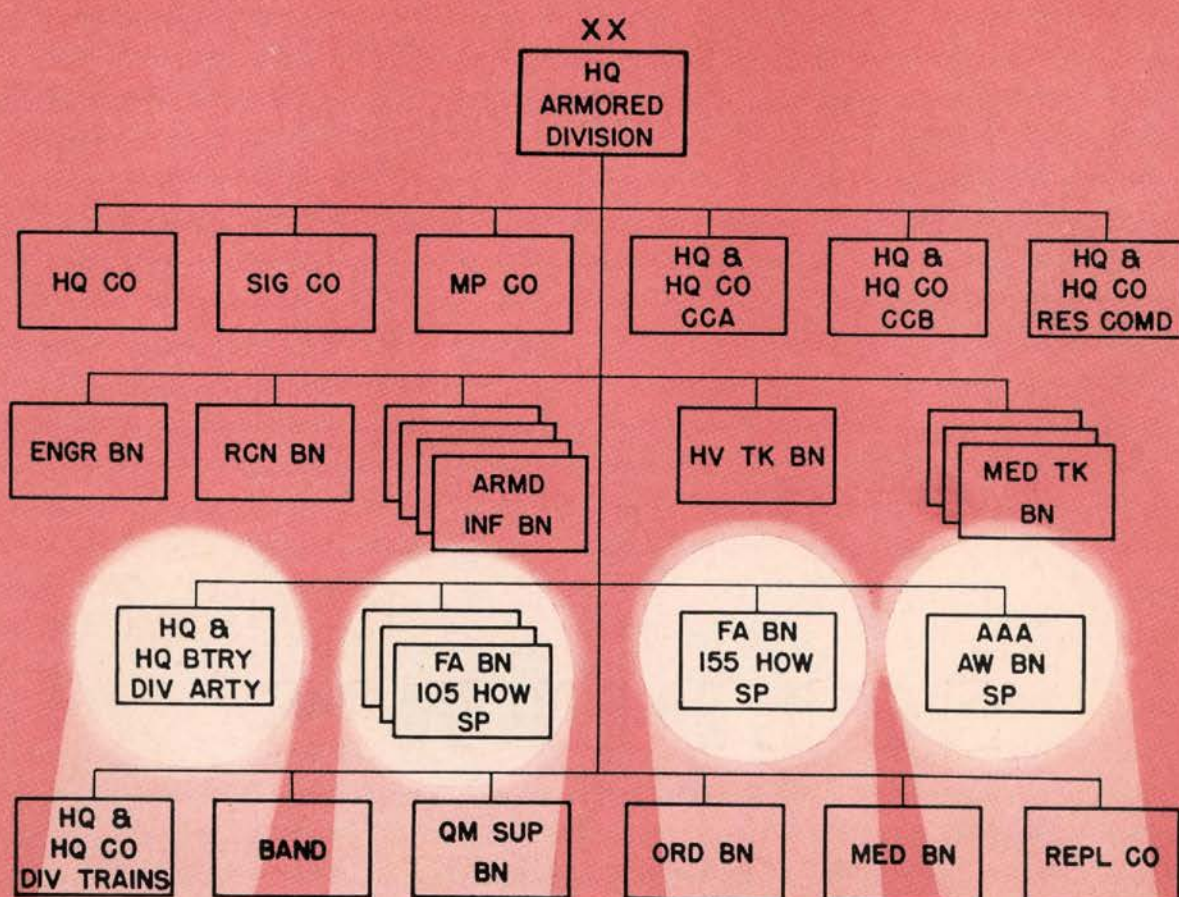 XX
HQ
ARMORED
DIVISION
HQ CO
SIG CO
MP CO
HQ &
HQ CO
CCA
HQ &
HQ CO
CCB
HQ &
HQ CO
RES COMD
ENGR BN
RCN BN
ARMD
INF BN
HV TK BN
MED TK
BN
HQ &
HQ BTRY
DIV ARTY
FA BN
105 HOW
SP
FA BN
155 HOW
SP
AAA
AW BN
SP
HQ &
HQ CO
DIV TRAINS
BAND
QM SUP
BN
ORD BN
MED BN
REPL CO